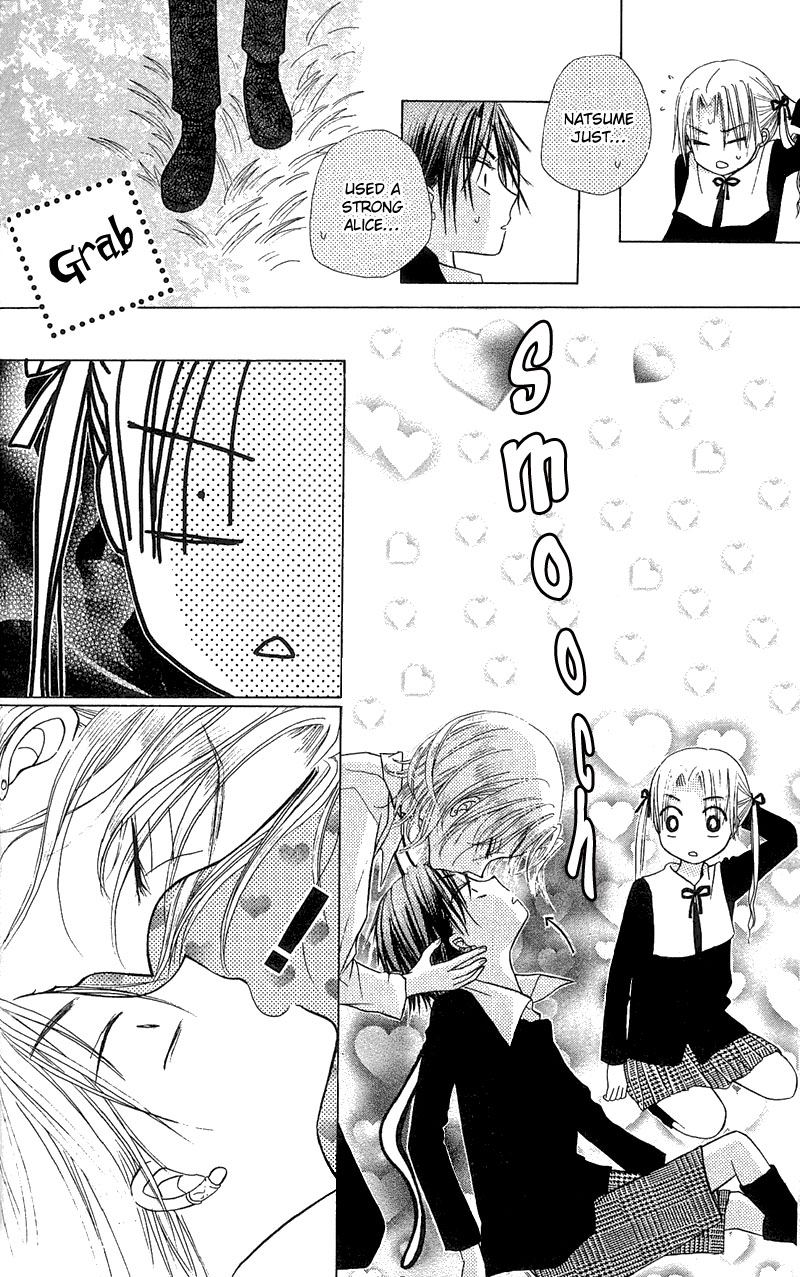 NATSUME
JUST...
USED A
STRONG
ALICE...
Grab
Smooch
!